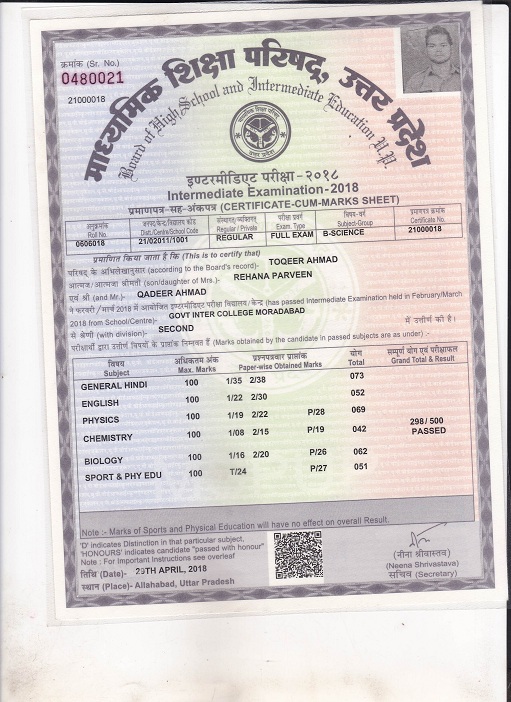 क्रमांक (Sr. No.)
0480021
21000018
माध्यमिक शिक्षा परिषद्, उत्तर प्रदेश
Board of High School and Intermediate Education U.P.
इण्टरमीडिएट परीक्षा-२०१८
Intermediate Examination-2018
प्रमाणपत्र-सह-अंकपत्र (CERTIFICATE-CUM-MARKS SHEET)
अनुक्रमांक जनपद/केन्द्र/विद्यालय कोड संस्थागत/व्यक्तिगत परीक्षा प्रकार विषय-वर्ग प्रमाणपत्र क्रमांक
Roll No. Dist./Centre/School Code Regular / Private Exam. Type Subject-Group Certificate No.
0606018 21/02011/1001 REGULAR FULL EXAM B-SCIENCE 21000018
प्रमाणित किया जाता है कि (This is to certify that)
परिषद के अभिलेखानुसार (according to the Board's record)- TOQEER AHMAD
आत्मज/आत्मजा श्रीमती (son/daughter of Mrs.)- REHANA PARVEEN
एवं श्री (and Mr.)- QADEER AHMAD
ने फरवरी /मार्च 2018 में आयोजित इण्टरमीडिएट परीक्षा विद्यालय/केन्द्र (has passed Intermediate Examination held in February/March
2018 from School/Centre)- GOVT INTER COLLEGE MORADABAD
में श्रेणी (with division)- SECOND में उत्तीर्ण की है।
परीक्षार्थी द्वारा उत्तीर्ण विषयों के प्राप्तांक निम्नवत हैं (Marks obtained by the candidate in passed subjects are as under) :-
विषय अधिकतम अंक प्रश्नपत्रवार प्राप्तांक योग सम्पूर्ण योग एवं परीक्षाफल
Subject Max. Marks Paper-wise Obtained Marks Total Grand Total & Result
GENERAL HINDI 100 1/35 2/38 073
ENGLISH 100 1/22 2/30 052
PHYSICS 100 1/19 2/22 P/28 069
298/500
PASSED
CHEMISTRY 100 1/08 2/15 P/19 042
BIOLOGY 100 1/16 2/20 P/26 062
SPORT & PHY EDU 100 T/24 P/27 051
Note :- Marks of Sports and Physical Education will have no effect on overall Result.
'D' indicates Distinction in that particular subject,
'HONOURS' indicates candidate "passed with honour"
Note : For Important Instructions see overleaf
तिथि (Date)- 29TH APRIL, 2018
स्थान (Place)- Allahabad, Uttar Pradesh
(नीना श्रीवास्तव)
(Neena Shrivastava)
सचिव (Secretary)